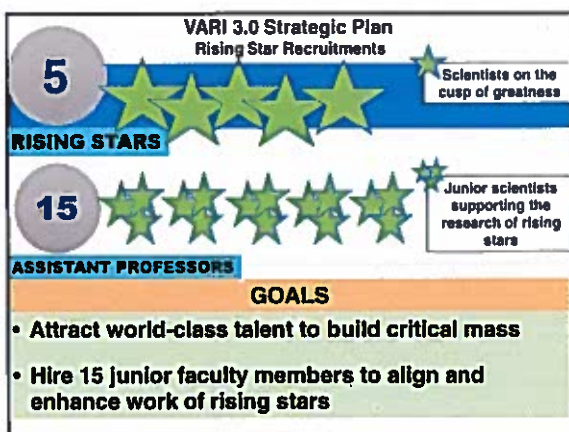 VARI 3.0 Strategic Plan
Rising Star Recruitments
5
Scientists on the
cusp of greatness
RISING STARS
15
Junior scientists
supporting the
research of rising
stars
ASSISTANT PROFESSORS
GOALS
• Attract world-class talent to build critical mass
• Hire 15 junior faculty members to align and
enhance work of rising stars